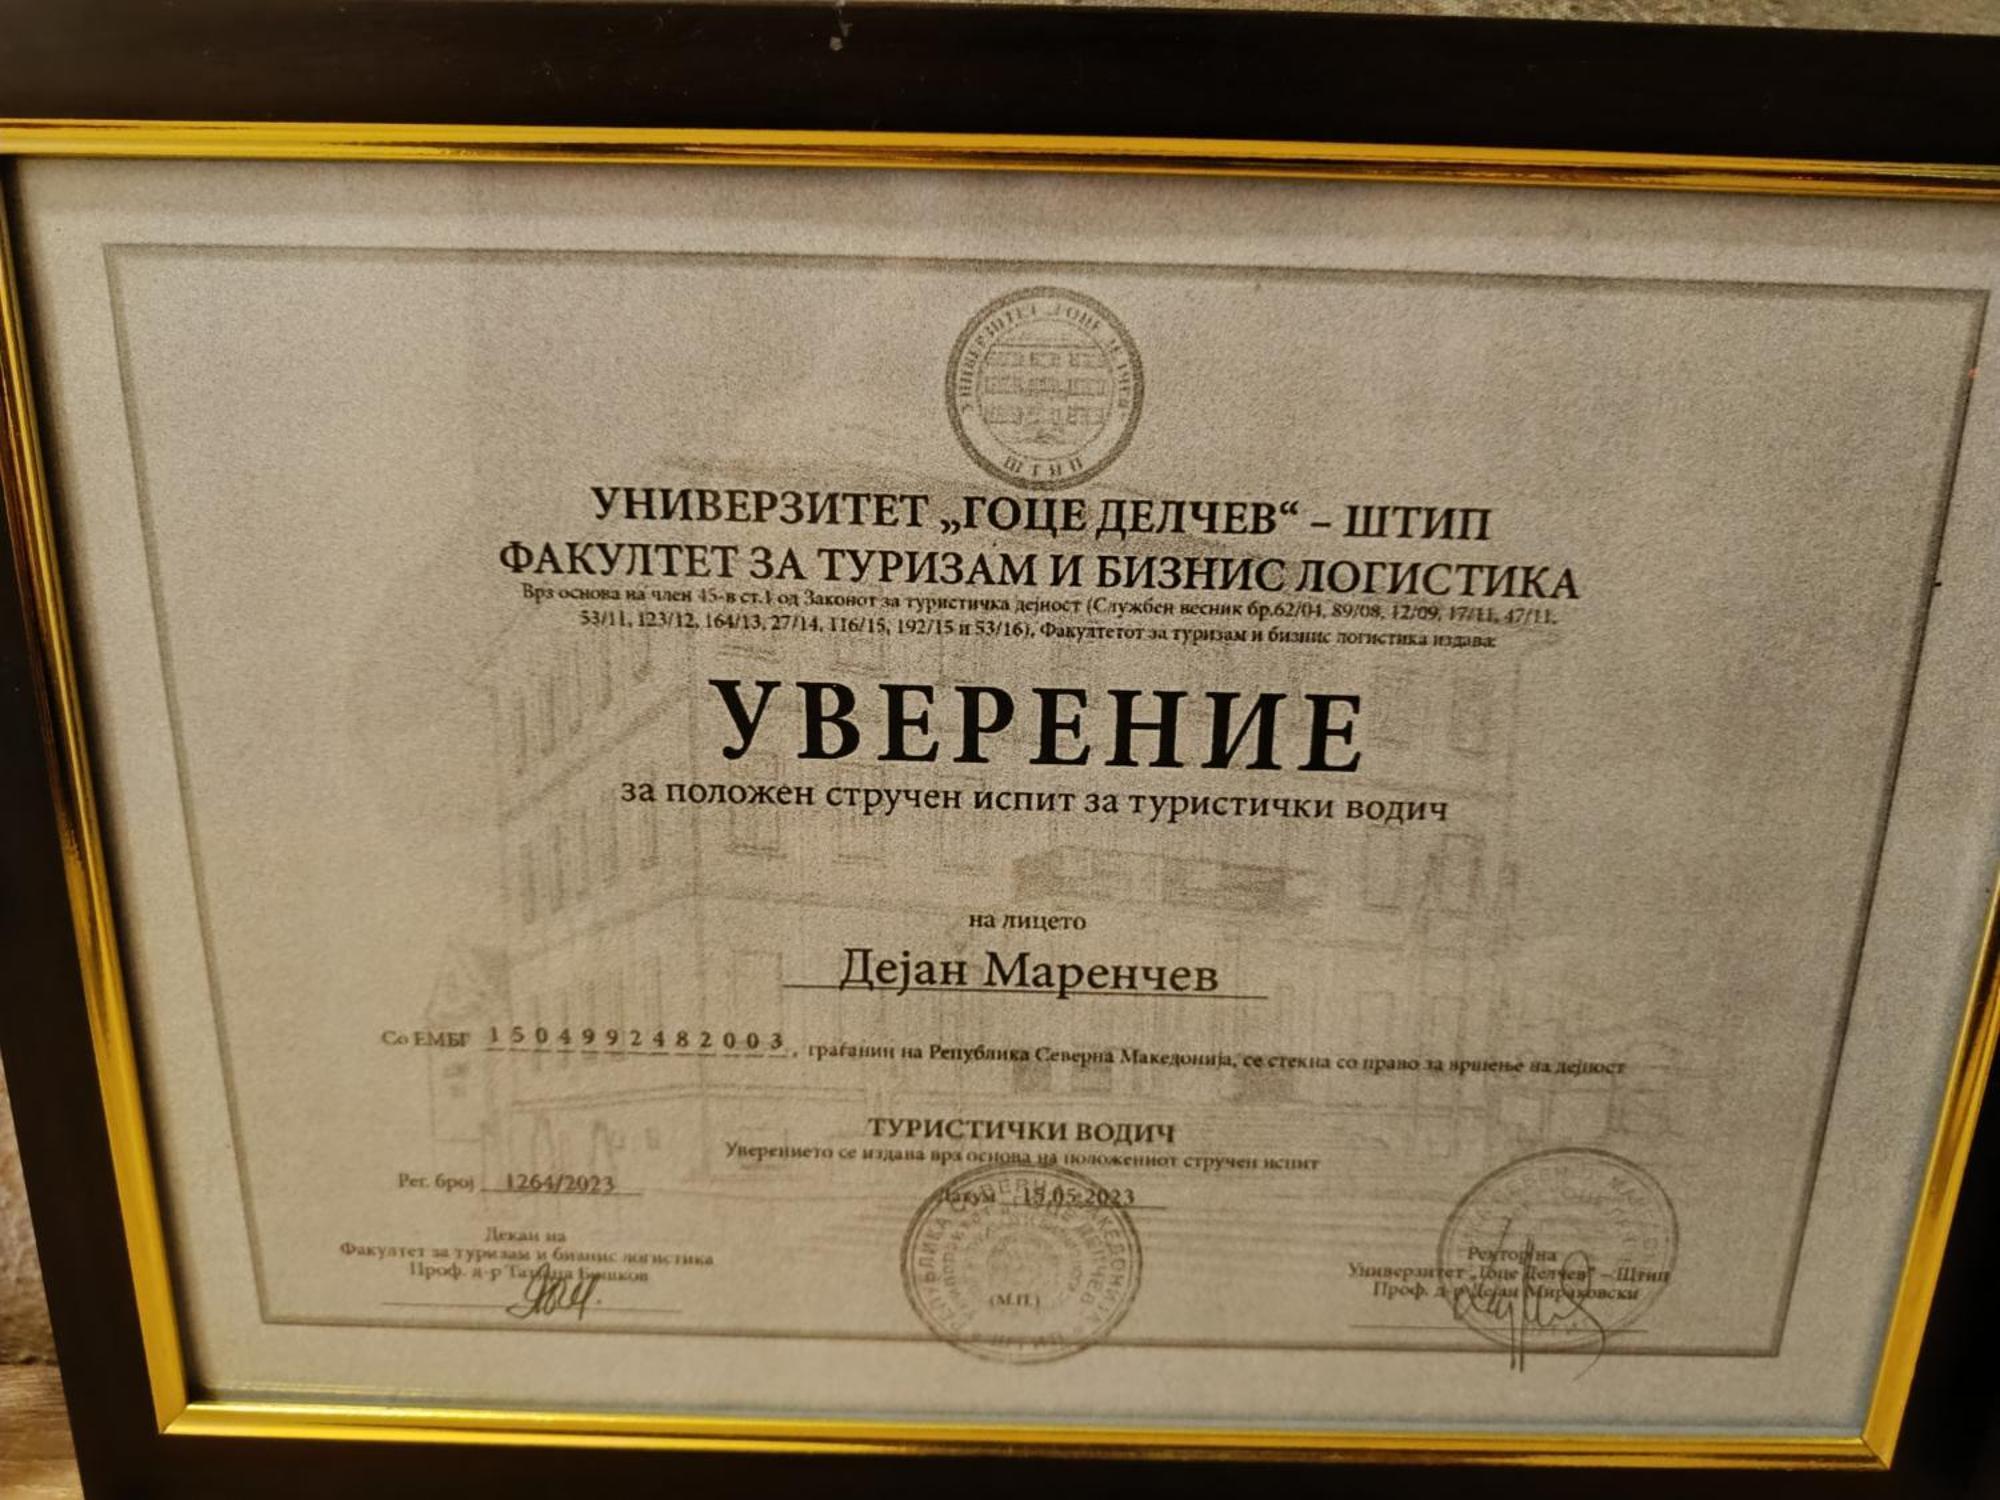 УНИВЕРЗИТЕТ „ГОЦЕ ДЕЛЧЕВ“
ШТИП
УНИВЕРЗИТЕТ „ГОЦЕ ДЕЛЧЕВ“ – ШТИП
ФАКУЛТЕТ ЗА ТУРИЗАМ И БИЗНИС ЛОГИСТИКА
Врз основа на член 45-в ст.1 од Законот за туристичка дејност (Службен весник бр.62/04, 89/08, 12/09, 17/11, 47/11,
53/11, 123/12, 164/13, 27/14, 116/15, 192/15 и 53/16), Факултетот за туризам и бизнис логистика издава:
УВЕРЕНИЕ
за положен стручен испит за туристички водич
на лицето
Дејан Маренчев
Со ЕМБГ 1504992482003, граѓанин на Република Северна Македонија, се стекна со право за вршење на дејност
ТУРИСТИЧКИ ВОДИЧ
Уверението се издава врз основа на положениот стручен испит
Рег. број 1264/2023
Датум 15.05.2023
Декан на
Факултет за туризам и бизнис логистика
Проф. д-р
(М.П.)
Ректор на
Универзитет „Гоце Делчев“ – Штип
Проф. д-р Дејан Мираковски